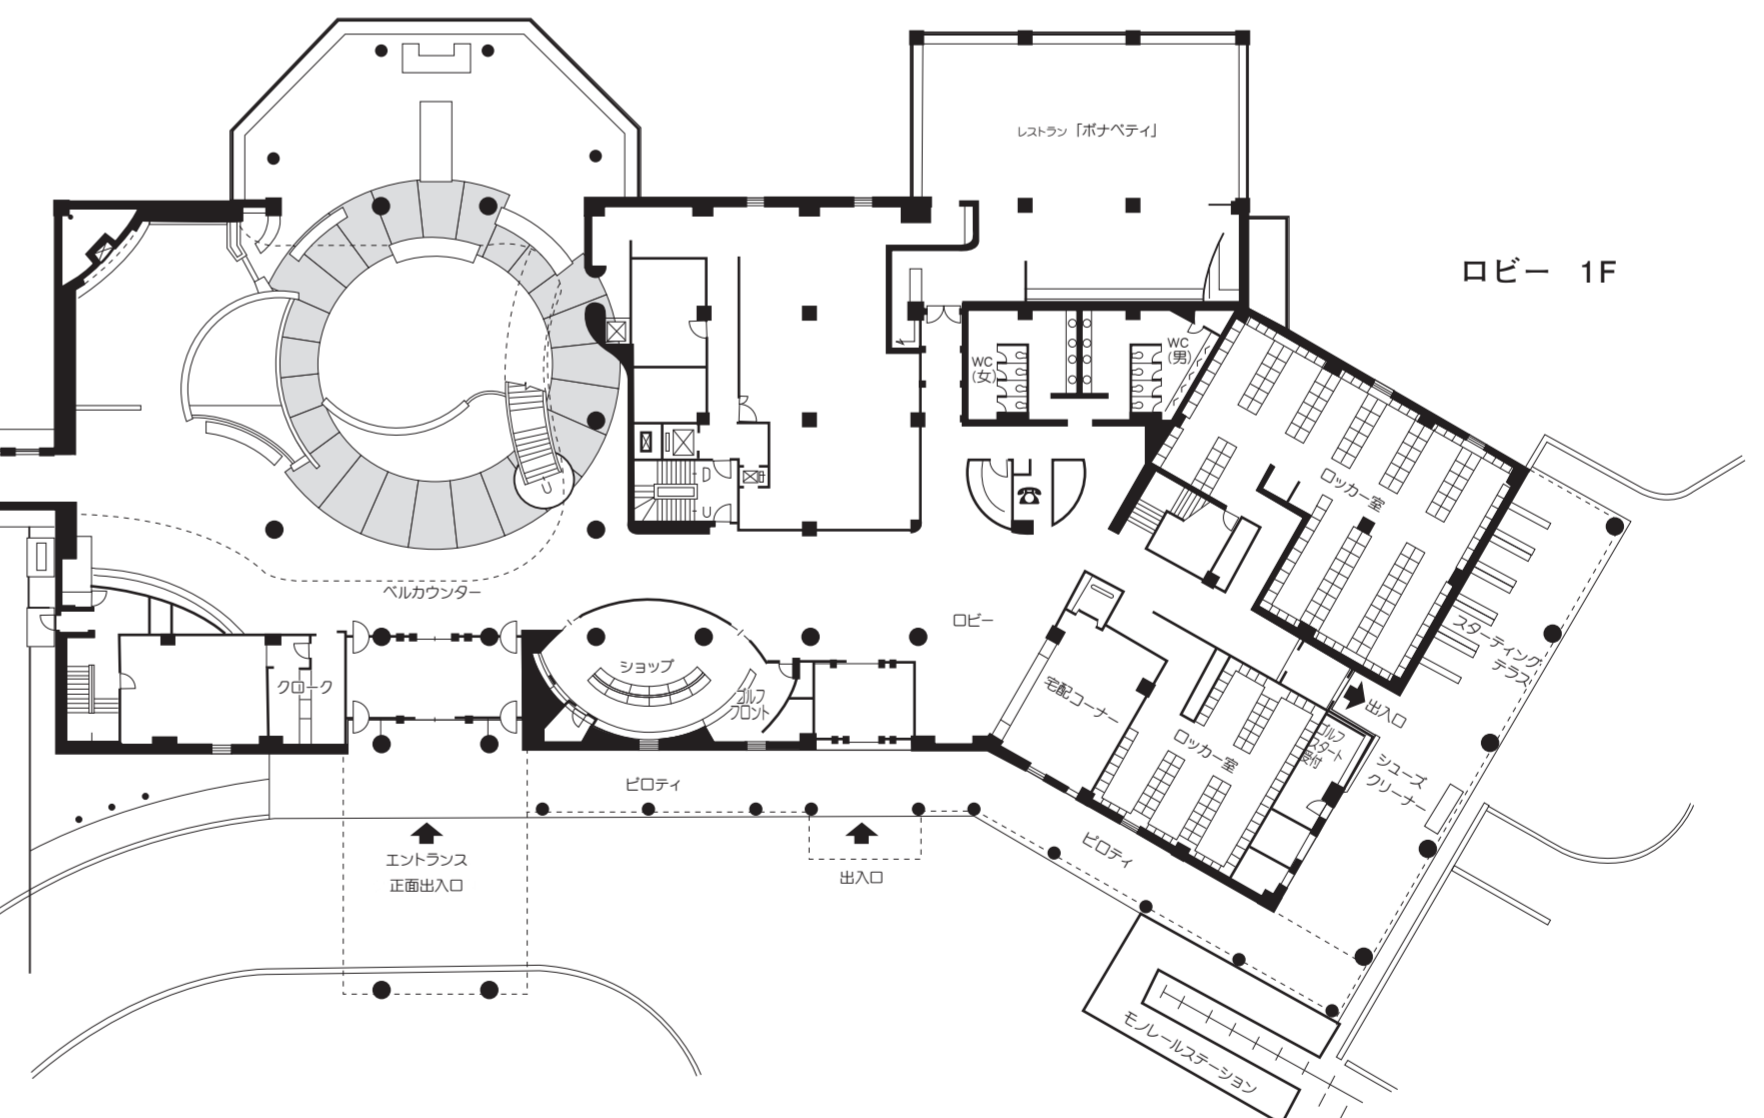 レストラン「ボナペティ」
ロビー 1F
WC
(女)
WC
(男)
ロッカー室
ベルカウンター
ロビー
スターティング
テラス
ショップ
クローク
ゴルフ
フロント
宅配コーナー
出入口
ロッカー室
ゴルフ
スタート
受付
シューズ
クリーナー
ピロティ
ピロティ
エントランス
正面出入口
出入口
モノレールステーション